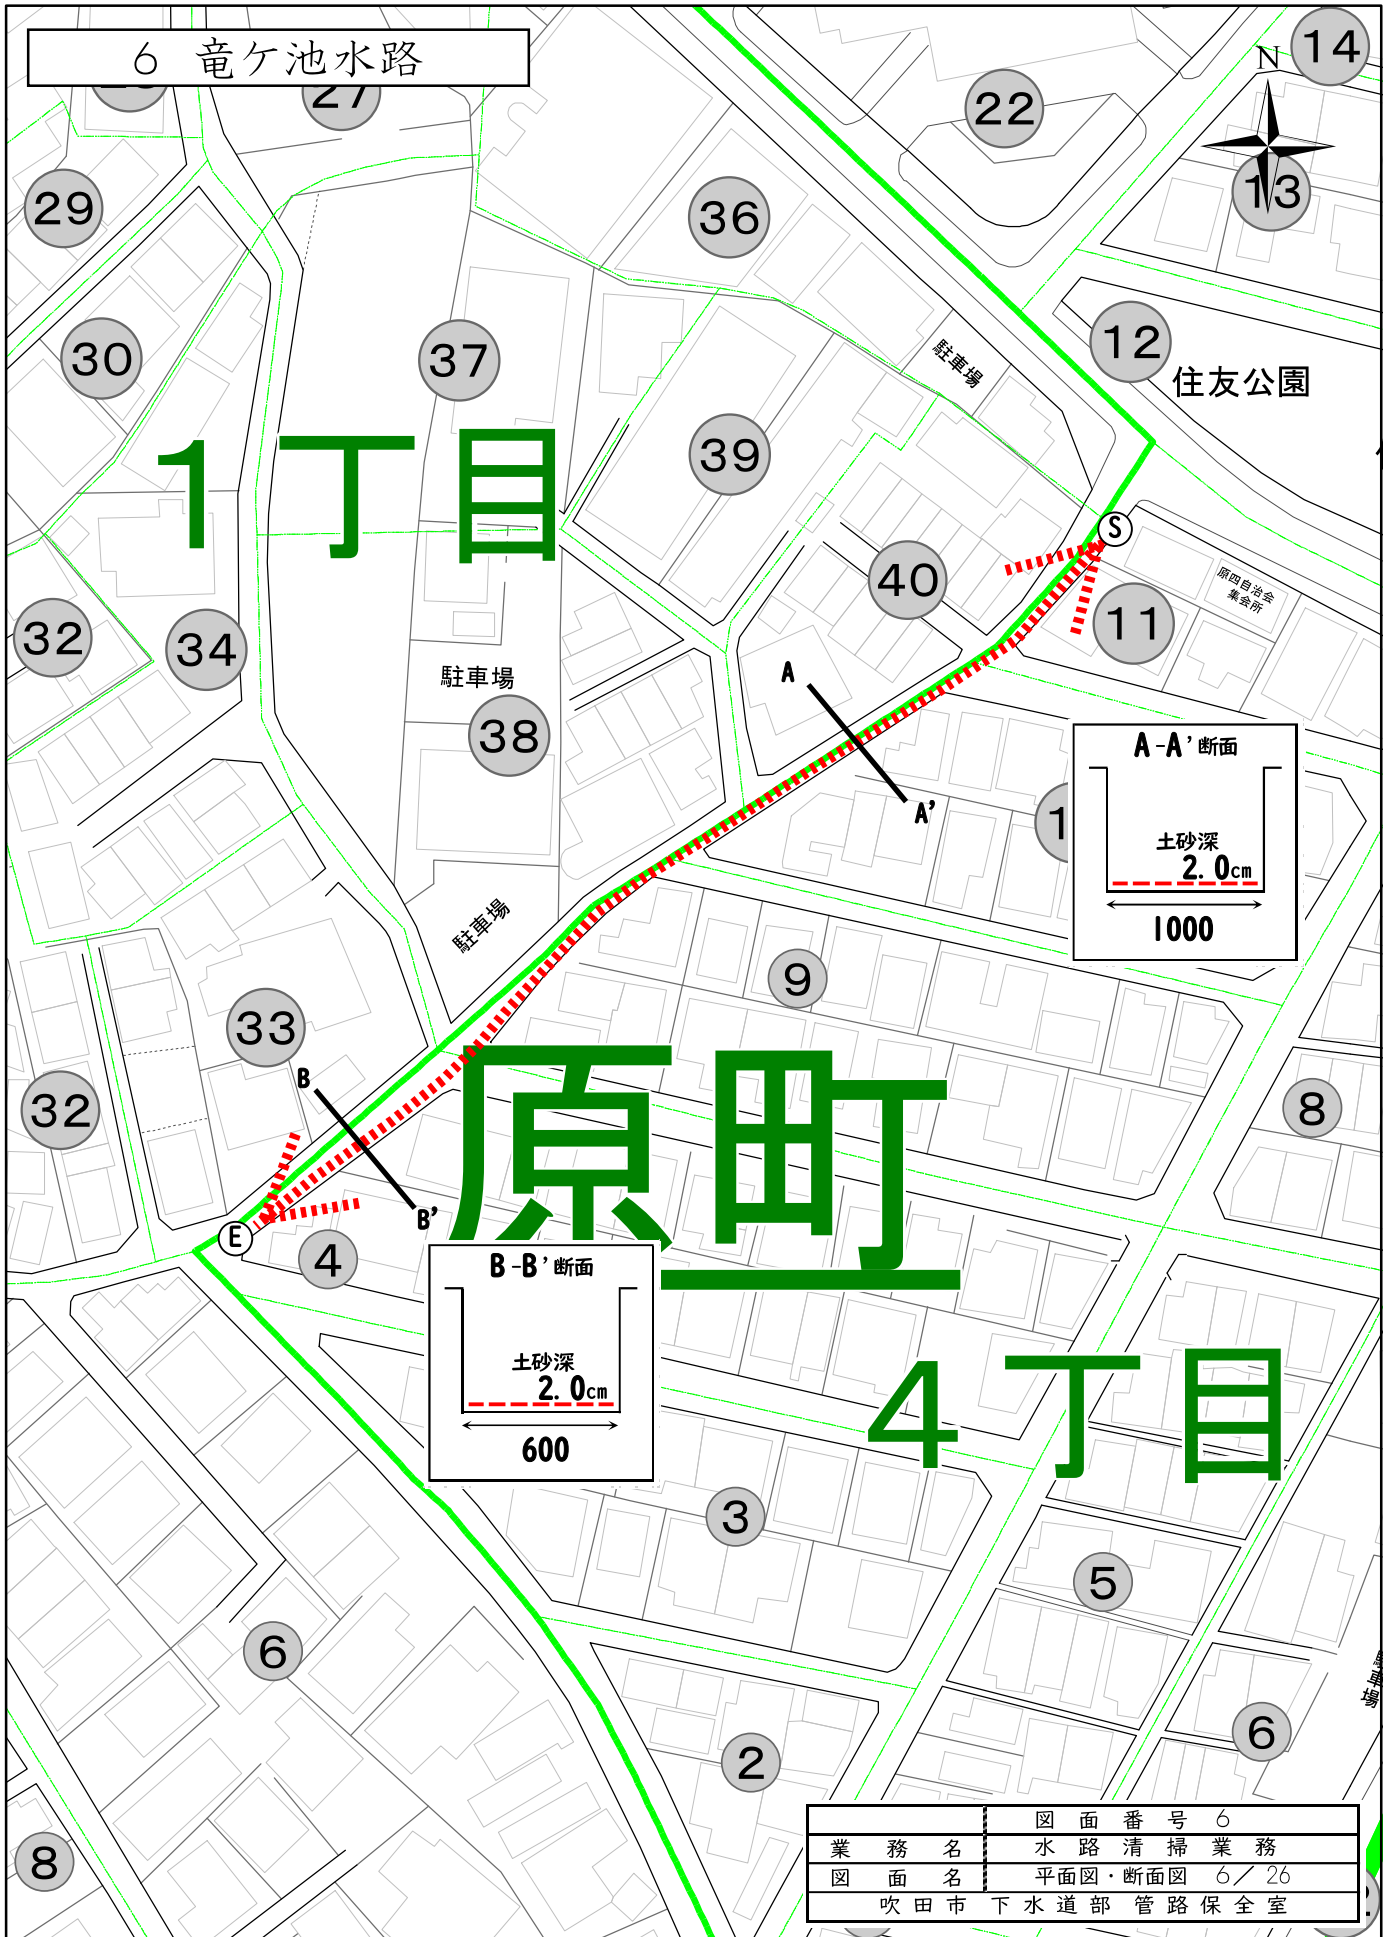 6 竜ケ池水路
N
14
27
22
13
29
36
12
30
37
住友公園
駐車場
1丁目
39
S
40
原四自治会
集会所
11
32
34
A
駐車場
38
A-A'断面
A'
土砂深
2.0cm
1000
駐車場
9
33
B
原町
32
8
B'
E
4
B-B'断面
土砂深
2.0cm
600
4丁目
3
5
6
駐車場
6
2
8
図面番号 6
業務名 水路清掃業務
図面名 平面図・断面図 6/26
吹田市 下水道部 管路保全室